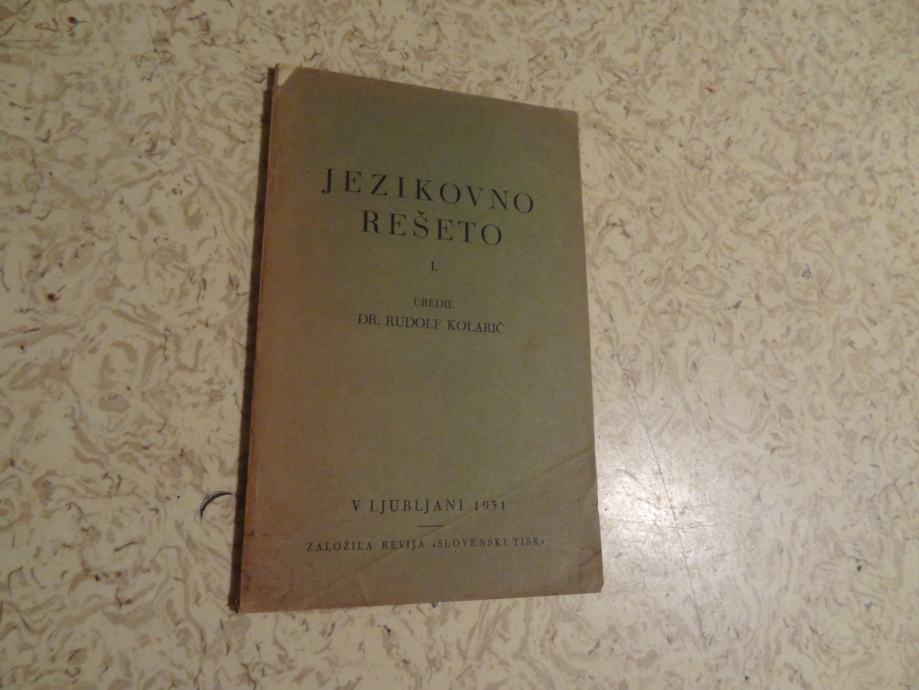 JEZIKOVNO
REŠETO
I.
UREDIL
DR. RUDOLF KOLARIČ
V LJUBLJANI 1931
ZALOŽILA REVIJA «SLOVENSKI TISK»